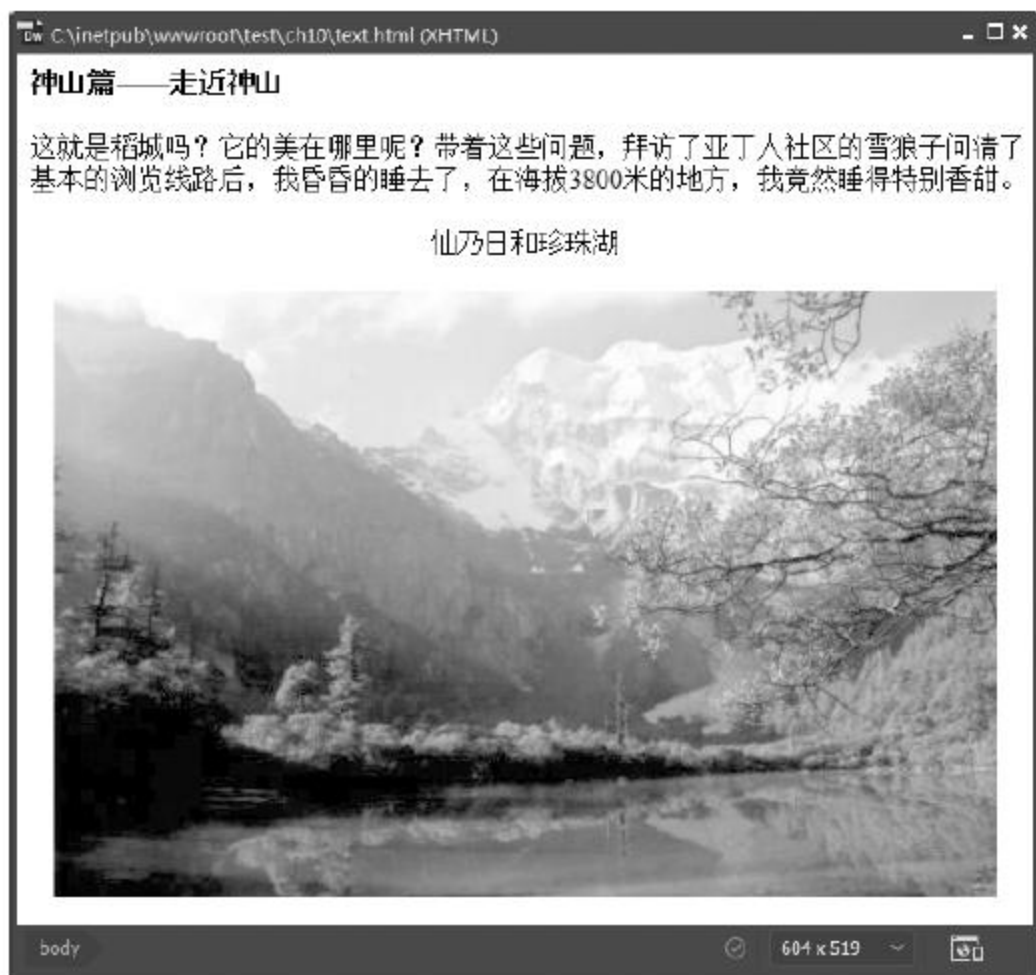 Dw C:\inetpub\wwwroot\test\ch10\text.html (XHTML)
神山篇——走近神山
这就是稻城吗？它的美在哪里呢？带着这些问题，拜访了亚丁人社区的雪狼子问清了
基本的浏览线路后，我昏昏的睡去了，在海拔3800米的地方，我竟然睡得特别香甜。
仙乃日和珍珠湖
body
604 x 519